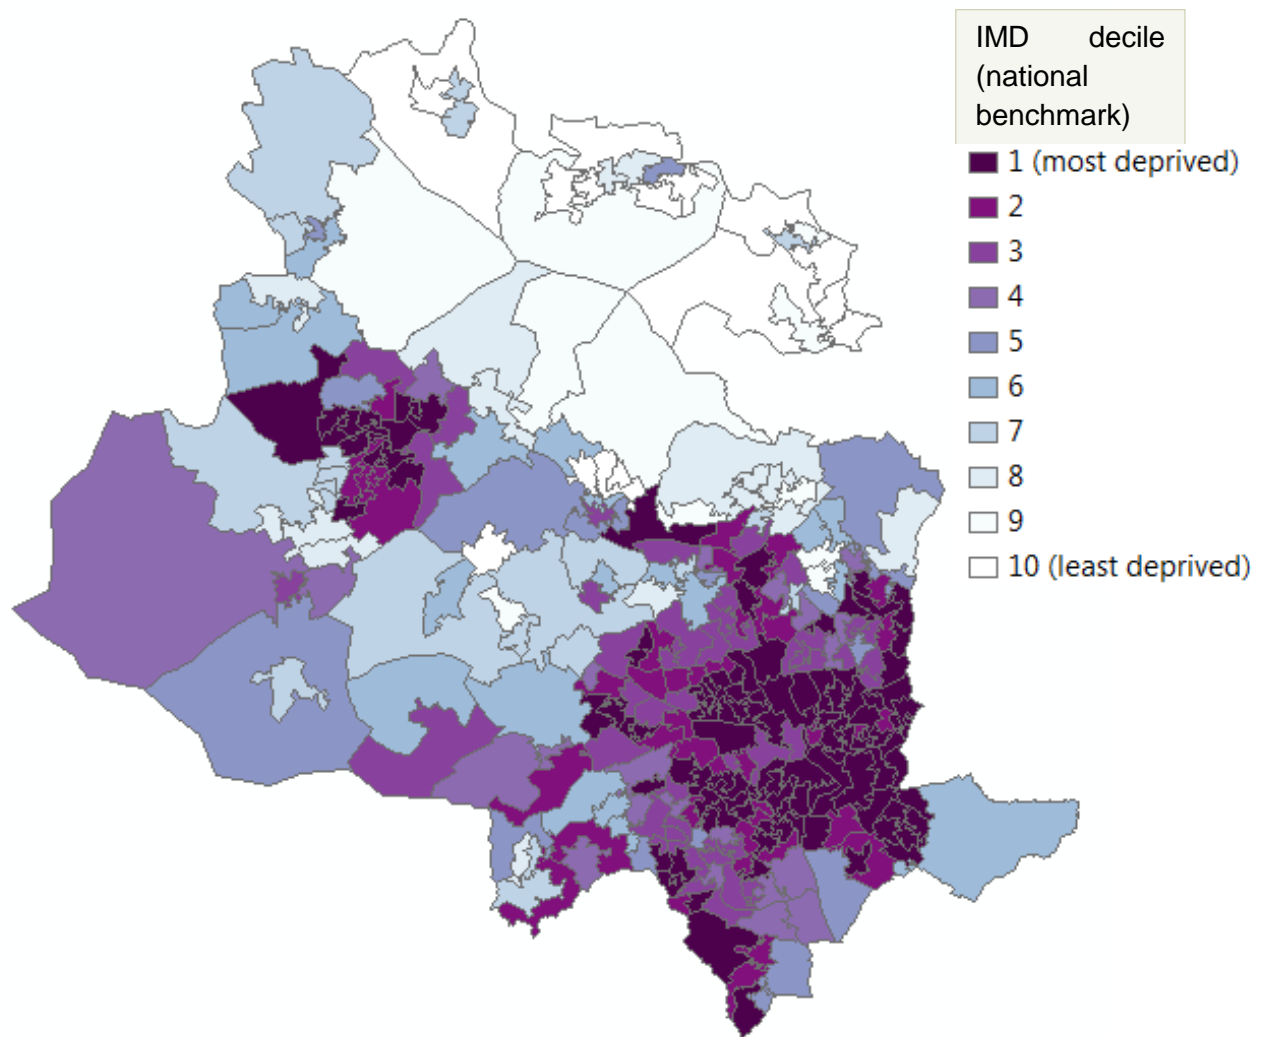 IMD decile
(national
benchmark)
1 (most deprived)
2
3
4
5
6
7
8
9
10 (least deprived)